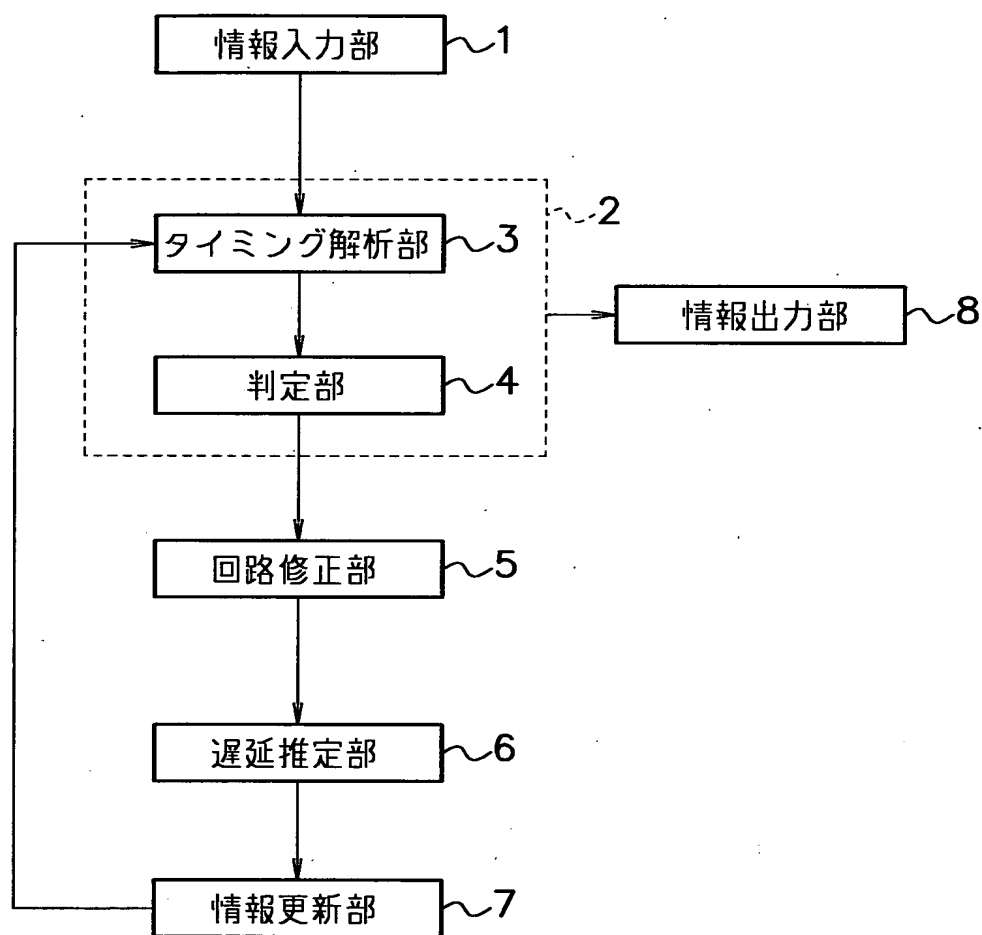 情報入力部 1
2
タイミング解析部 3
情報出力部 8
判定部 4
回路修正部 5
遅延推定部 6
情報更新部 7